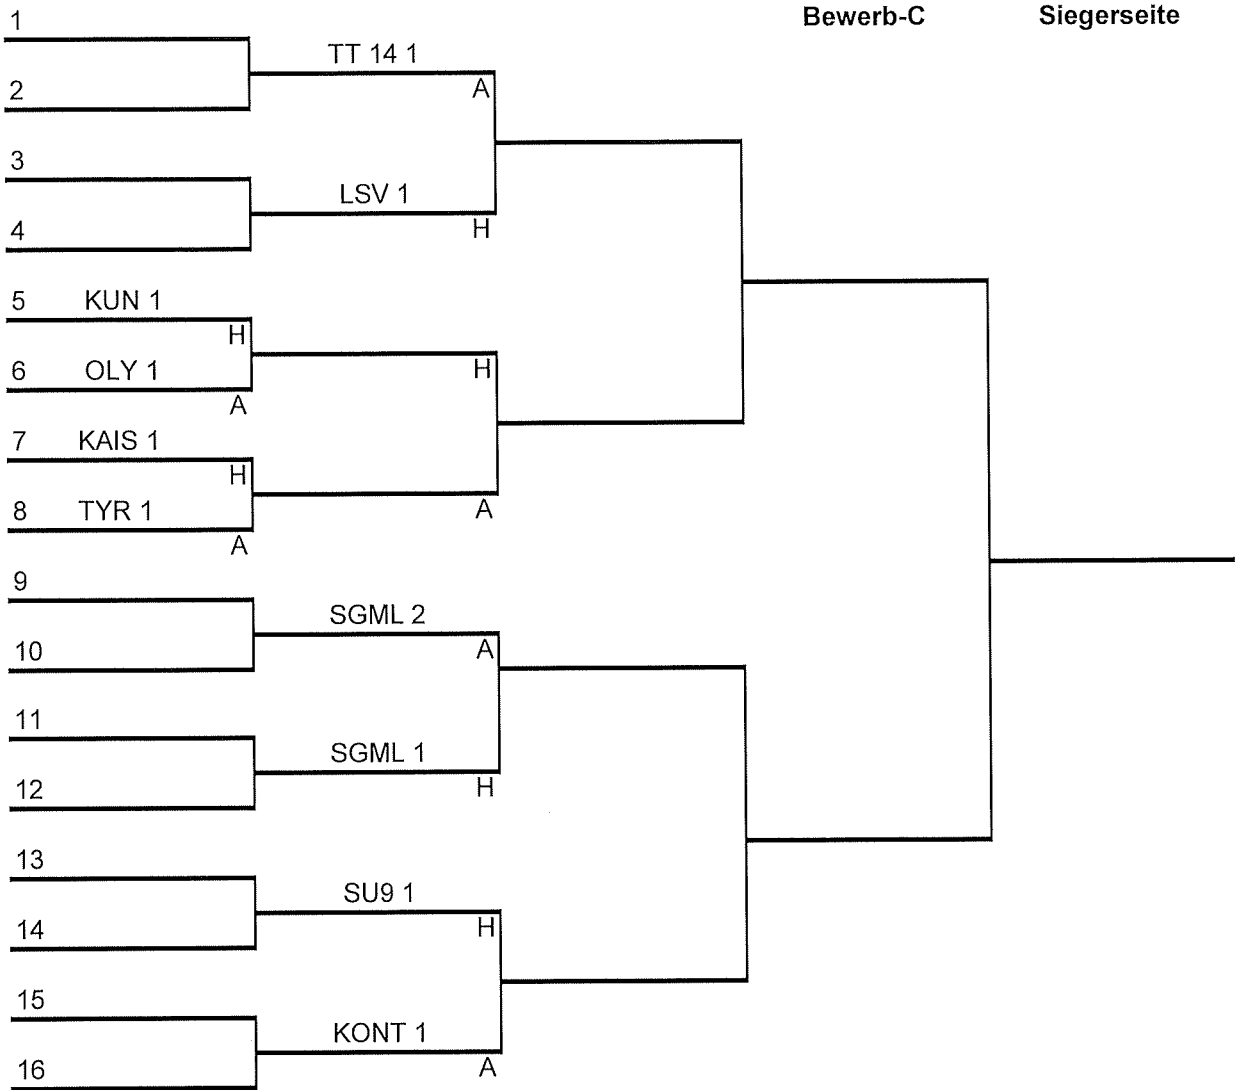 Bewerb-C Siegerseite
1
TT 14 1
A
2
3
LSV 1
H
4
5 KUN 1
H
H
6 OLY 1
A
7 KAIS 1
H
A
8 TYR 1
A
9
SGML 2
A
10
11
SGML 1
H
12
13
SU9 1
H
14
15
KONT 1
A
16